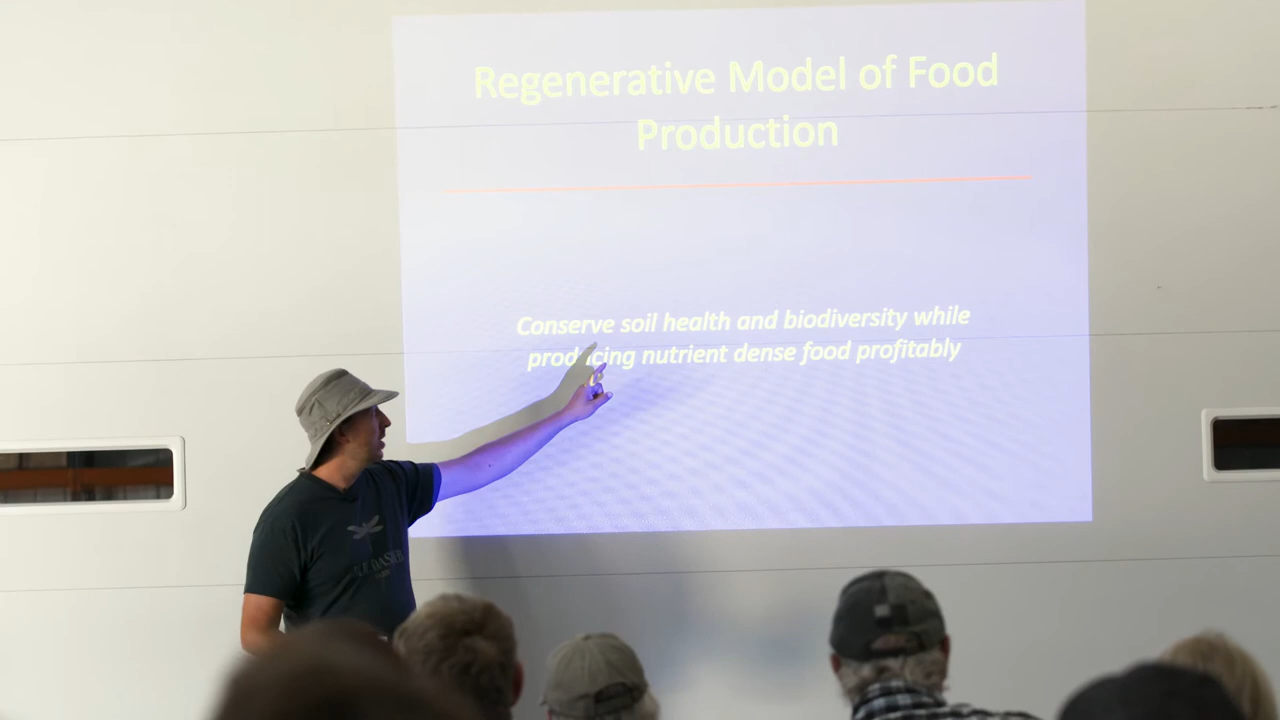 Regenerative Model of Food
Production
Conserve soil health and biodiversity while
producing nutrient dense food profitably